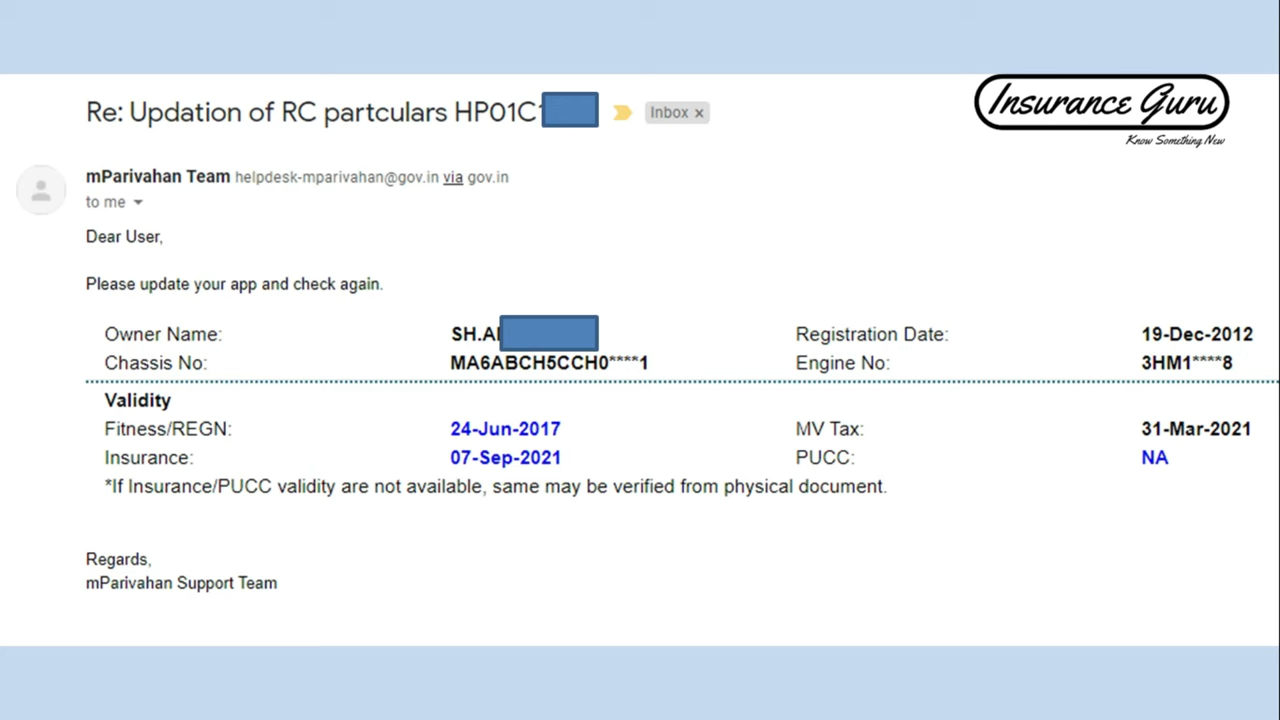 Insurance Guru
Know Something New
Re: Updation of RC partculars HP01C Inbox ×
mParivahan Team helpdesk-mparivahan@gov.in via gov.in
to me
Dear User,
Please update your app and check again.
Owner Name: SH.A Registration Date: 19-Dec-2012
Chassis No: MA6ABCH5CCH0****1 Engine No: 3HM1****8
Validity
Fitness/REGN: 24-Jun-2017 MV Tax: 31-Mar-2021
Insurance: 07-Sep-2021 PUCC: NA
*If Insurance/PUCC validity are not available, same may be verified from physical document.
Regards,
mParivahan Support Team